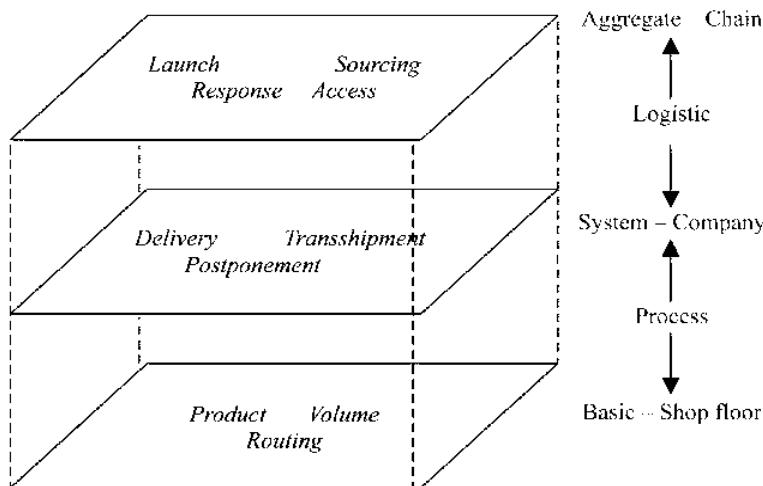 Aggregate – Chain
Launch Sourcing
Response Access
Logistic
System – Company
Delivery Transshipment
Postponement
Process
Product Volume
Routing
Basic – Shop floor